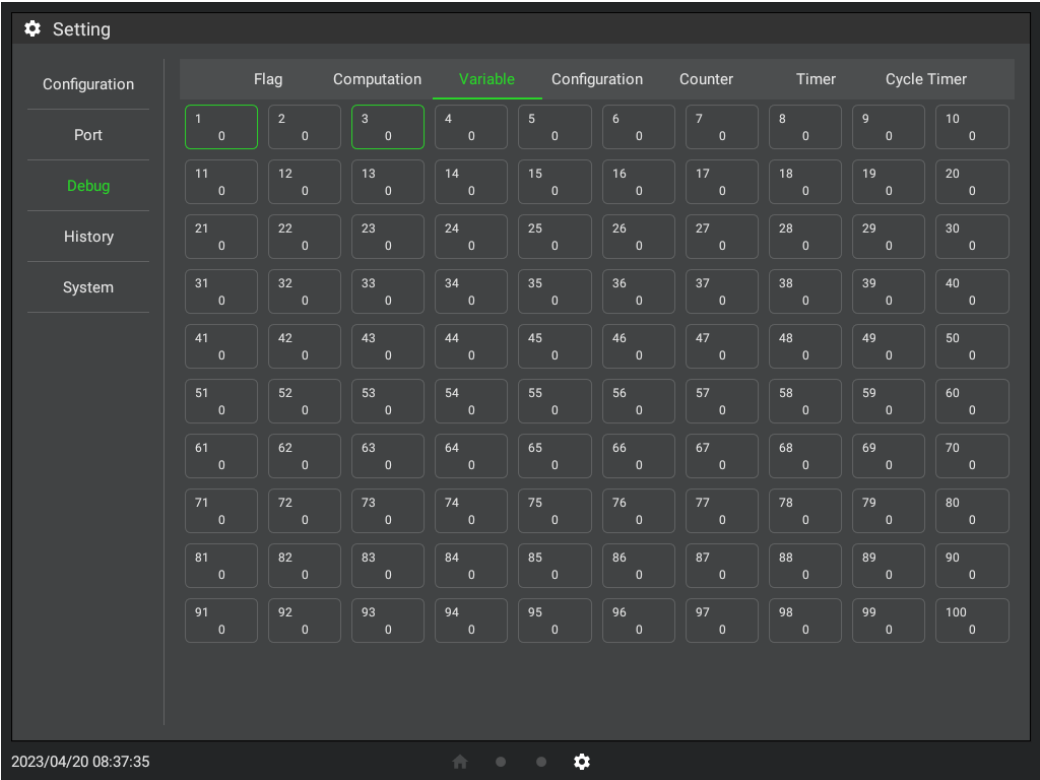 Setting
Configuration
Port
Debug
History
System
Flag Computation Variable Configuration Counter Timer Cycle Timer
1 2 3 4 5 6 7 8 9 10
0 0 0 0 0 0 0 0 0 0
11 12 13 14 15 16 17 18 19 20
0 0 0 0 0 0 0 0 0 0
21 22 23 24 25 26 27 28 29 30
0 0 0 0 0 0 0 0 0 0
31 32 33 34 35 36 37 38 39 40
0 0 0 0 0 0 0 0 0 0
41 42 43 44 45 46 47 48 49 50
0 0 0 0 0 0 0 0 0 0
51 52 53 54 55 56 57 58 59 60
0 0 0 0 0 0 0 0 0 0
61 62 63 64 65 66 67 68 69 70
0 0 0 0 0 0 0 0 0 0
71 72 73 74 75 76 77 78 79 80
0 0 0 0 0 0 0 0 0 0
81 82 83 84 85 86 87 88 89 90
0 0 0 0 0 0 0 0 0 0
91 92 93 94 95 96 97 98 99 100
0 0 0 0 0 0 0 0 0 0
2023/04/20 08:37:35